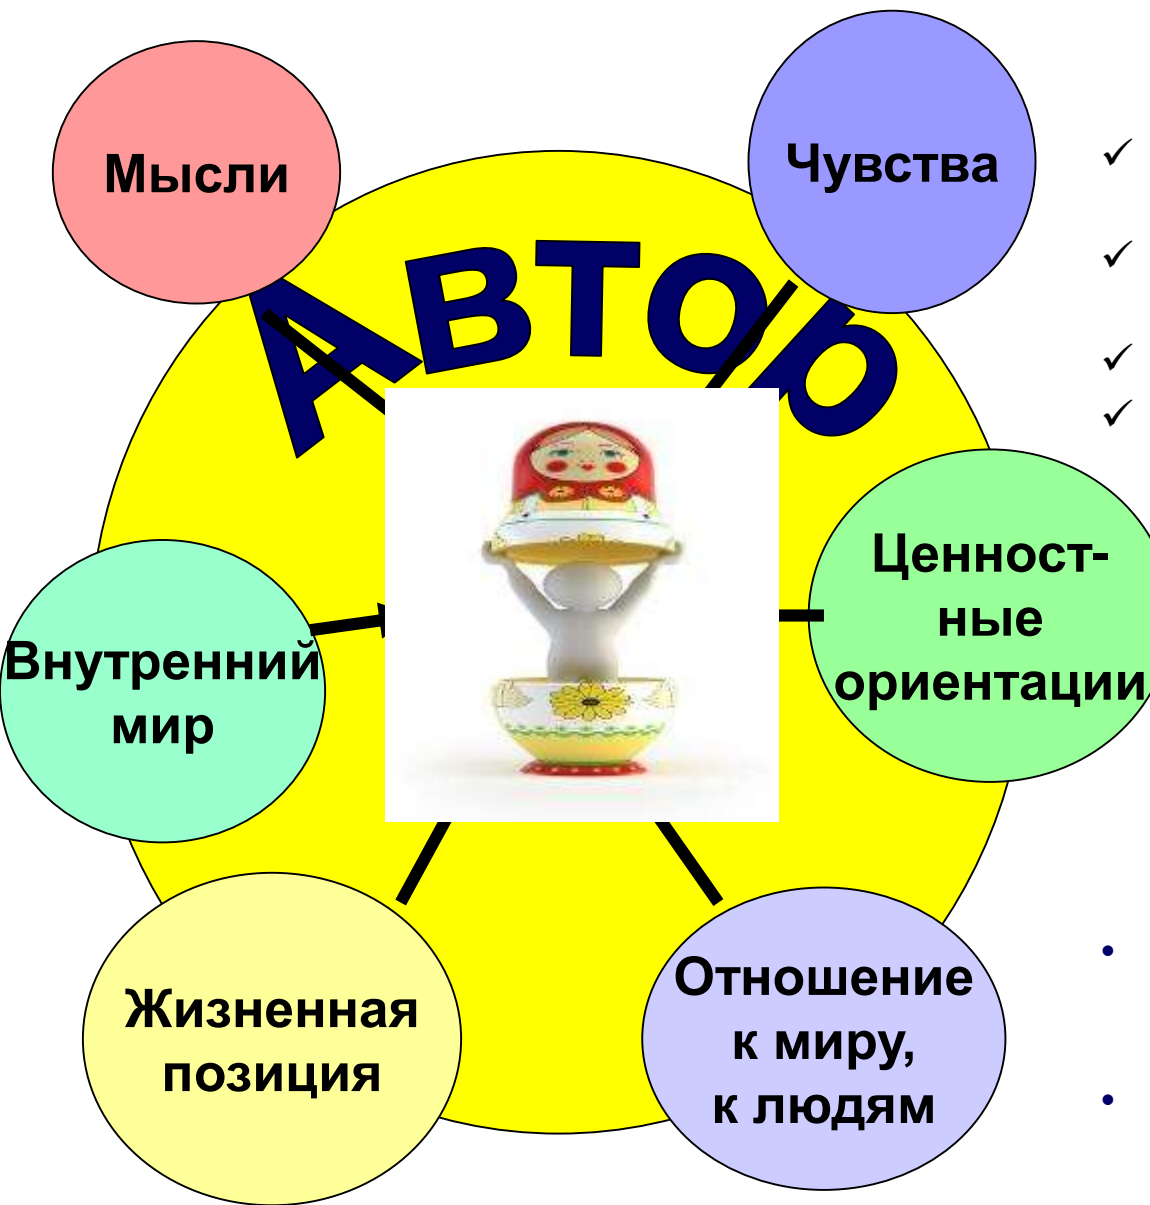 Мысли
Чувства
Автор
Ценност-
ные
ориентации
Внутренний
мир
Жизненная
позиция
Отношение
к миру,
к людям